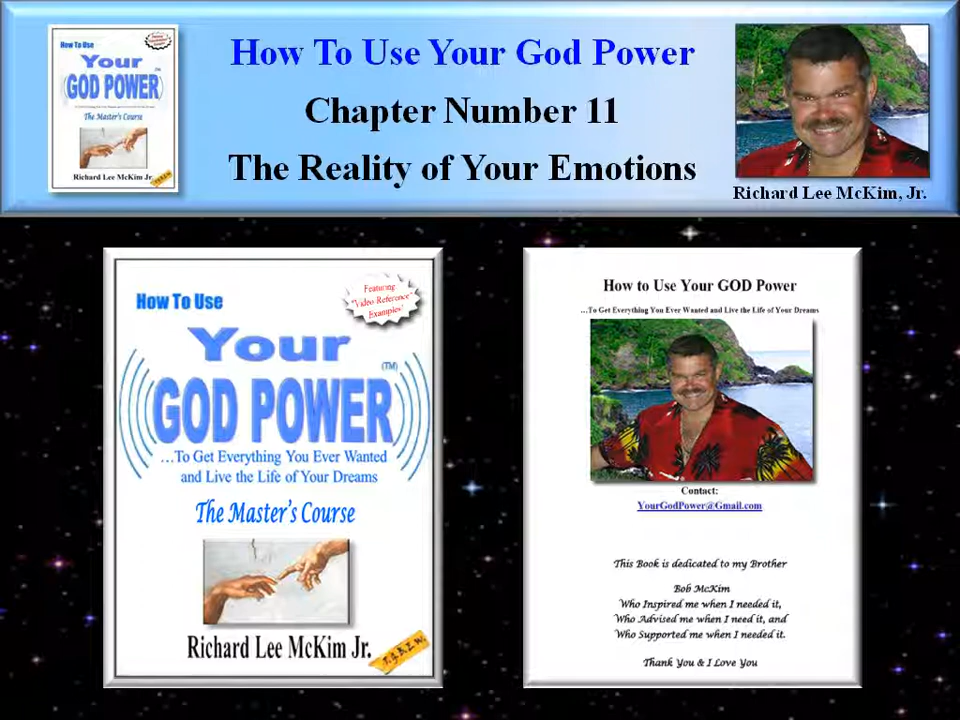 How To Use Your God Power
Chapter Number 11
The Reality of Your Emotions
Richard Lee McKim, Jr.
How To Use
Your
GOD POWER
The Master's Course
Richard Lee McKim Jr.
How To Use
Featuring
"Video Reference
Examples"
Your
GOD POWER
(TM)
...To Get Everything You Ever Wanted
and Live the Life of Your Dreams
The Master's Course
Richard Lee McKim Jr.
How to Use Your GOD Power
...To Get Everything You Ever Wanted and Live the Life of Your Dreams
Contact:
YourGodPower@Gmail.com
This Book is dedicated to my Brother
Bob McKim
Who Inspired me when I needed it,
Who Advised me when I need it, and
Who Supported me when I needed it.
Thank You & I Love You